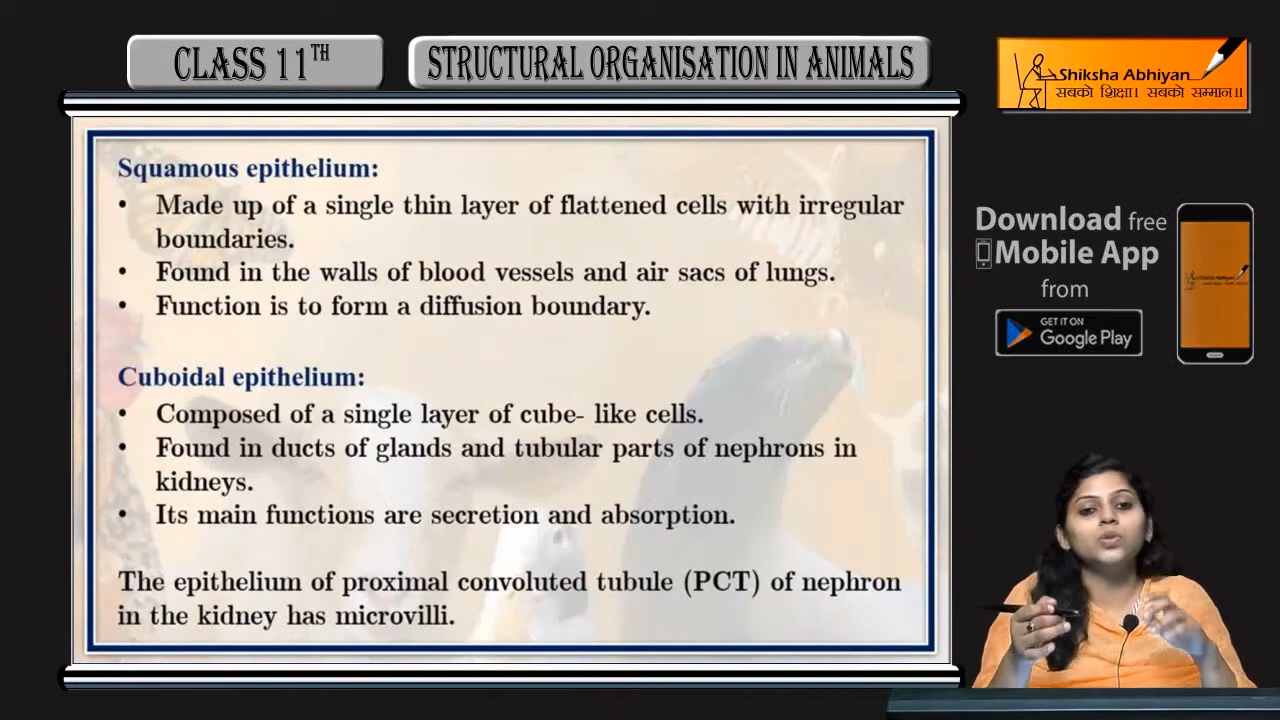 CLASS 11TH
STRUCTURAL ORGANISATION IN ANIMALS
Shiksha Abhiyan
सबको शिक्षा। सबको सम्मान॥
Squamous epithelium:
• Made up of a single thin layer of flattened cells with irregular
boundaries.
• Found in the walls of blood vessels and air sacs of lungs.
• Function is to form a diffusion boundary.
Cuboidal epithelium:
• Composed of a single layer of cube- like cells.
• Found in ducts of glands and tubular parts of nephrons in
kidneys.
• Its main functions are secretion and absorption.
The epithelium of proximal convoluted tubule (PCT) of nephron
in the kidney has microvilli.
Download free
Mobile App
from
GET IT ON
Google Play
Shiksha Abhiyan